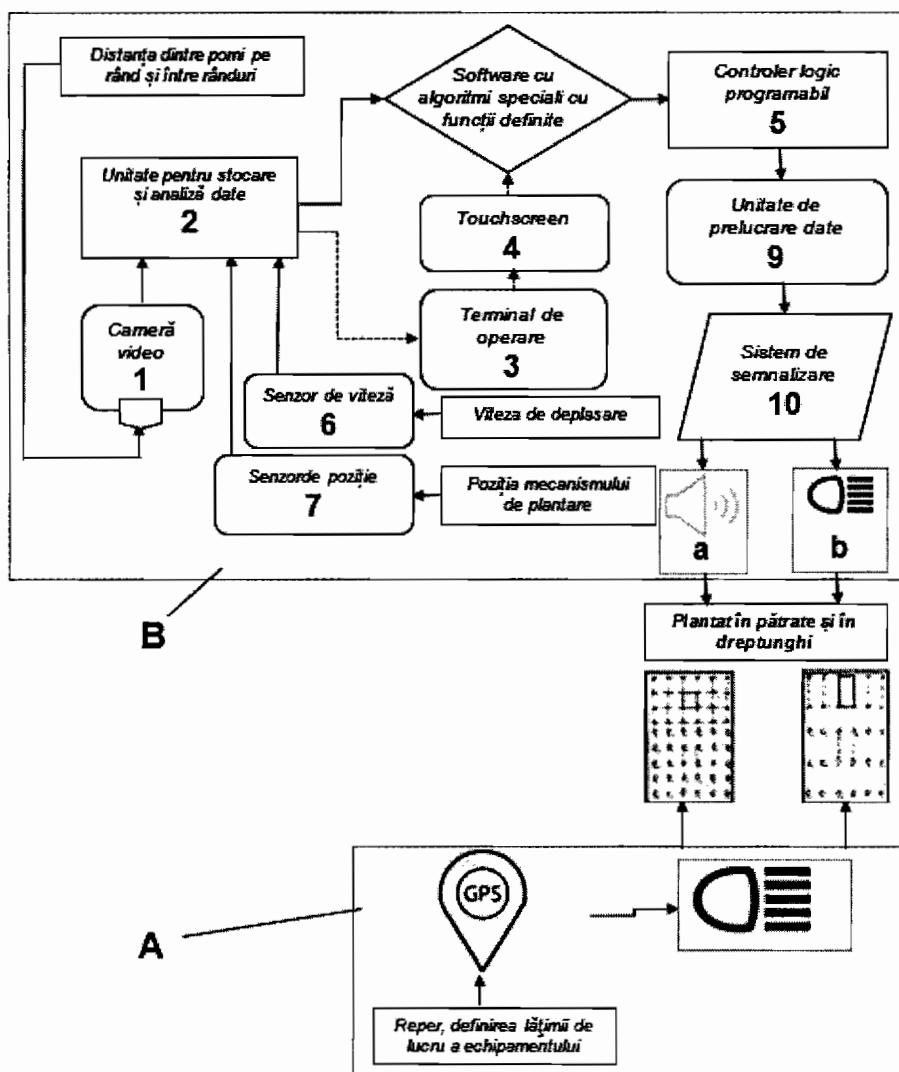 Distanța dintre pomi pe
rând și între rânduri
Software cu
algoritmi speciali cu
funcții definite
Controler logic
programabil
5
Unitate pentru stocare
și analiză date
2
Touchscreen
4
Unitate de
prelucrare date
9
Cameră
video
1
Terminal de
operare
3
Sistem de
semnalizare
10
Senzor de viteză
6
Viteza de deplasare
Senzorde poziție
7
Poziția mecanismului
de plantare
a
b
B
Plantat în pătrate și în
dreptunghi
GPS
A
Reper, definirea lățimii de
lucru a echipamentului